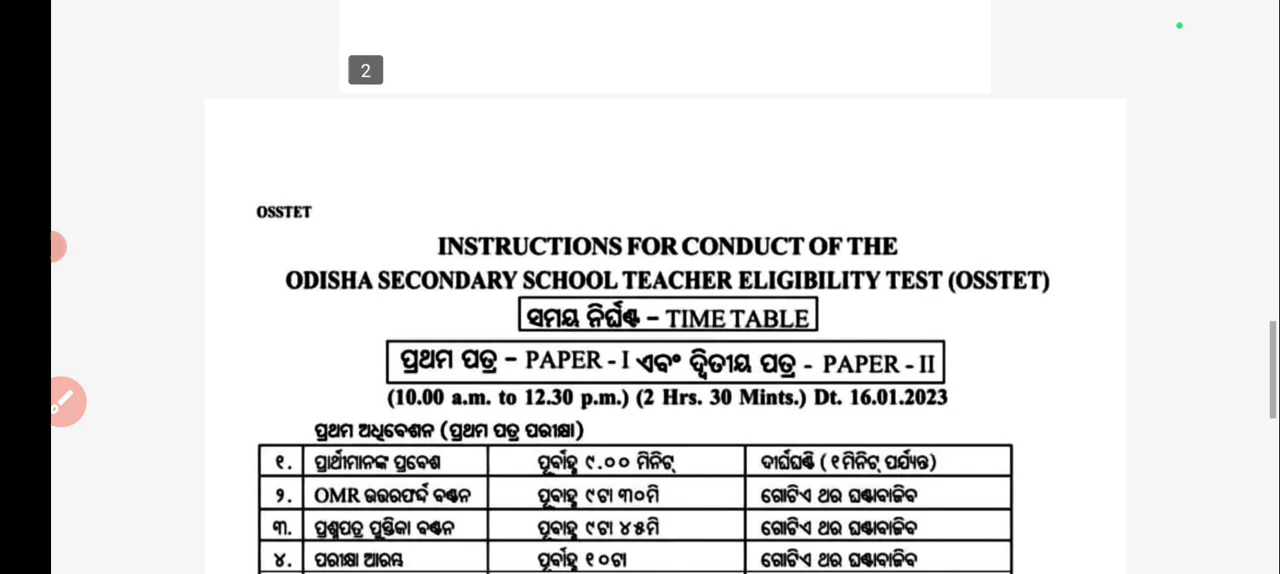 2
OSSTET
INSTRUCTIONS FOR CONDUCT OF THE
ODISHA SECONDARY SCHOOL TEACHER ELIGIBILITY TEST (OSSTET)
ସମୟ ନିର୍ଘଣ୍ଟ – TIME TABLE
ପ୍ରଥମ ପତ୍ର – PAPER - I ଏବଂ ଦ୍ୱିତୀୟ ପତ୍ର - PAPER - II
(10.00 a.m. to 12.30 p.m.) (2 Hrs. 30 Mints.) Dt. 16.01.2023
ପ୍ରଥମ ଅଧିବେଶନ (ପ୍ରଥମ ପତ୍ର ପରୀକ୍ଷା)
୧. ପ୍ରାର୍ଥୀମାନଙ୍କ ପ୍ରବେଶ ପୂର୍ବାହ୍ନ ୯.୦୦ ମିନିଟ୍ ଦୀର୍ଘଘଣ୍ଟି (୧ ମିନିଟ୍ ପର୍ଯ୍ୟନ୍ତ)
୨. OMR ଉତ୍ତରଫର୍ଦ୍ଦ ବଣ୍ଟନ ପୂବାହ୍ନ ୯ଟା ୩୦ମି ଗୋଟିଏ ଥର ଘଣ୍ଟାବାଜିବ
୩. ପ୍ରଶ୍ନପତ୍ର ପୁସ୍ତିକା ବଣ୍ଟନ ପୂବାହ୍ନ ୯ଟା ୪୫ମି ଗୋଟିଏ ଥର ଘଣ୍ଟାବାଜିବ
୪. ପରୀକ୍ଷା ଆରମ୍ଭ ପୂର୍ବାହ୍ନ ୧୦ଟା ଗୋଟିଏ ଥର ଘଣ୍ଟାବାଜିବ